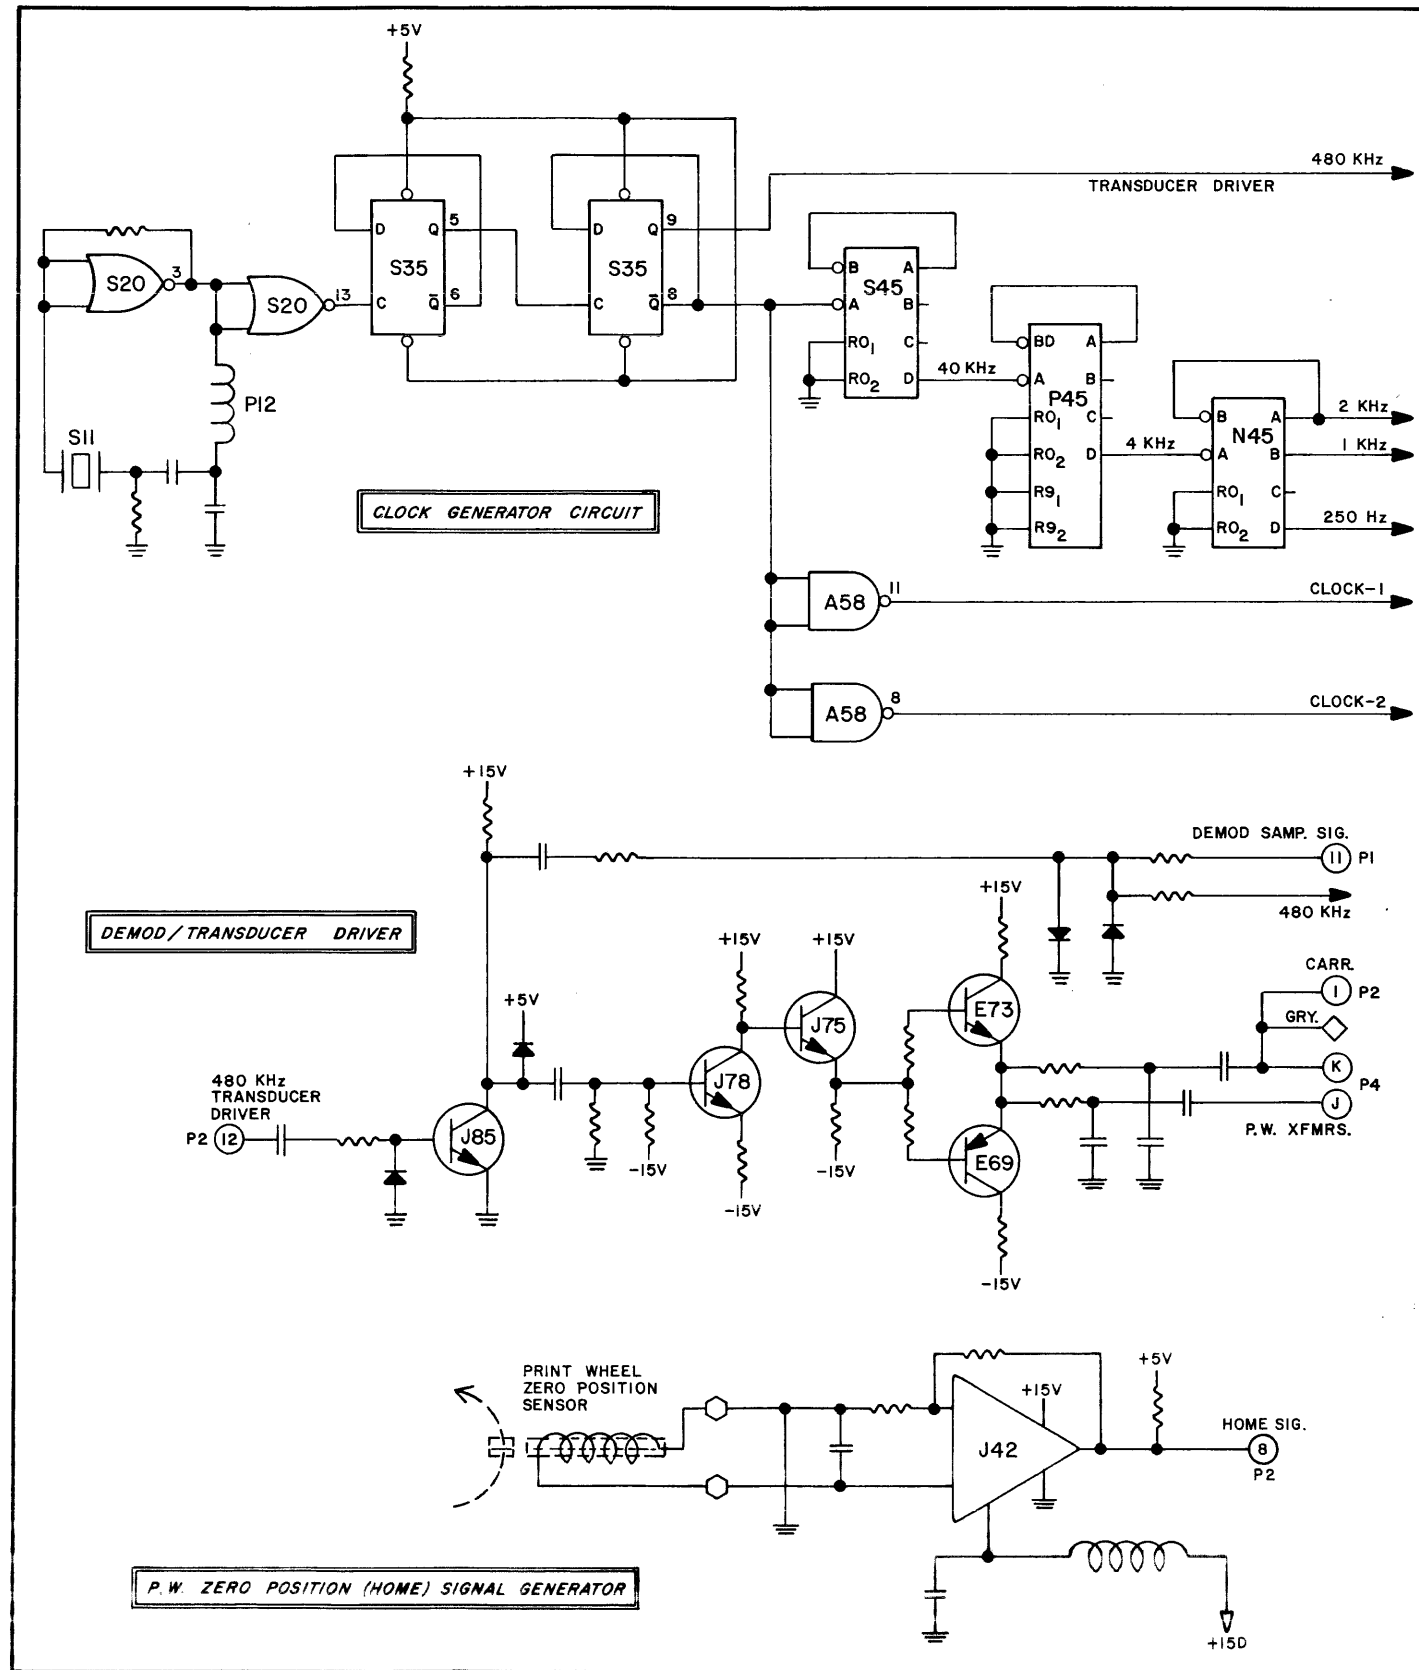 +5V
480 KHz
TRANSDUCER DRIVER
D Q 5
S35
C Q̅ 6
D Q 9
S35
C Q̅ 8
S20 3
S20 13
B A
S45
A B
RO1 C
RO2 D
40 KHz
BD A
A B
P45
RO1 C
RO2 D
R91
R92
4 KHz
B A
N45
A B
RO1 C
RO2 D
2 KHz
1 KHz
250 Hz
P12
S11
CLOCK GENERATOR CIRCUIT
A58 11
CLOCK-1
A58 8
CLOCK-2
+15V
DEMOD SAMP. SIG.
11 P1
480 KHz
DEMOD/TRANSDUCER DRIVER
+15V
+15V
+15V
+5V
J75
E73
CARR.
1 P2
GRY.
K
P4
J
P.W. XFMRS.
480 KHz
TRANSDUCER
DRIVER
P2 12
J85
J78
-15V
-15V
-15V
E69
-15V
PRINT WHEEL
ZERO POSITION
SENSOR
+15V
+5V
J42
HOME SIG.
8
P2
+15D
P.W. ZERO POSITION (HOME) SIGNAL GENERATOR